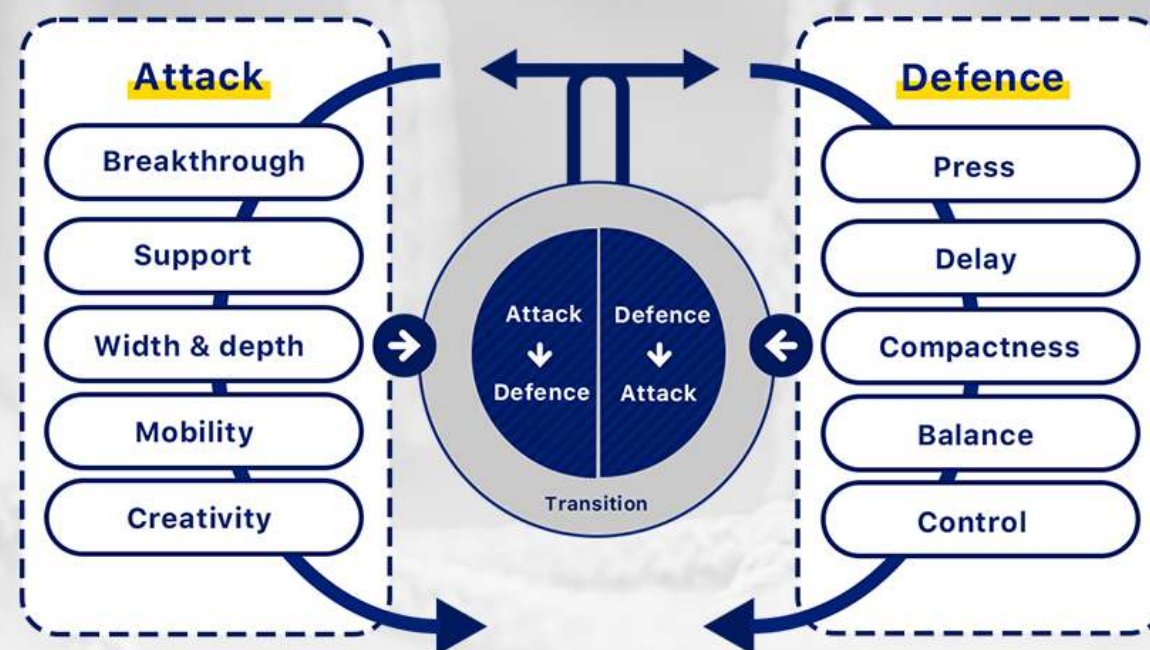 Attack
Breakthrough
Support
Width & depth
Mobility
Creativity
Attack
Defence
Defence
Attack
Transition
Defence
Press
Delay
Compactness
Balance
Control